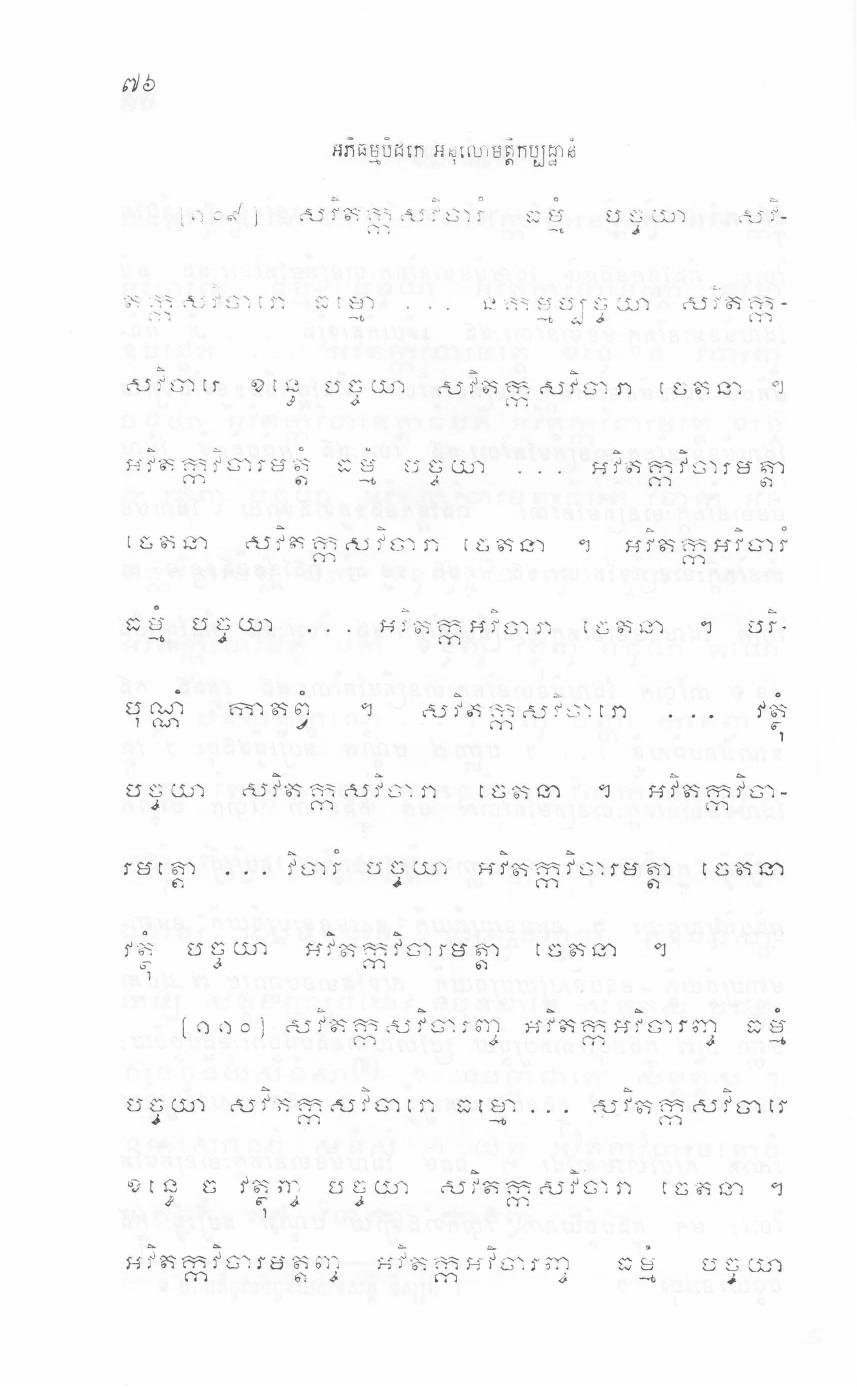 ៧៦
អភិធម្មបិដកេ អនុលោមត្តិកប្បដ្ឋានំ
[១០៩] សវិតក្កសវិចារំ ធម្មំ បច្ចយា សវិ-
តក្កសវិចារោ ធម្មោ ... នកម្មប្បច្ចយា សវិតក្ក-
សវិចារេ ខន្ធេ បច្ចយា សវិតក្កសវិចារា ចេតនា ។
អវិតក្កវិចារមត្តំ ធម្មំ បច្ចយា ... អវិតក្កវិចារមត្តា
ចេតនា សវិតក្កសវិចារា ចេតនា ។ អវិតក្កអវិចារំ
ធម្មំ បច្ចយា ... អវិតក្កអវិចារា ចេតនា ។ បរិ-
បុណ្ណំ កាតព្វំ ។ សវិតក្កសវិចារោ ... វត្ថុំ
បច្ចយា សវិតក្កសវិចារា ចេតនា ។ អវិតក្កវិចា-
រមត្តោ ... វិចារំ បច្ចយា អវិតក្កវិចារមត្តា ចេតនា
វត្ថុំ បច្ចយា អវិតក្កវិចារមត្តា ចេតនា ។
[១១០] សវិតក្កសវិចារញ្ច អវិតក្កអវិចារញ្ច ធម្មំ
បច្ចយា សវិតក្កសវិចារោ ធម្មោ ... សវិតក្កសវិចារេ
ខន្ធេ ច វត្ថុញ្ច បច្ចយា សវិតក្កសវិចារា ចេតនា ។
អវិតក្កវិចារមត្តញ្ច អវិតក្កអវិចារញ្ច ធម្មំ បច្ចយា